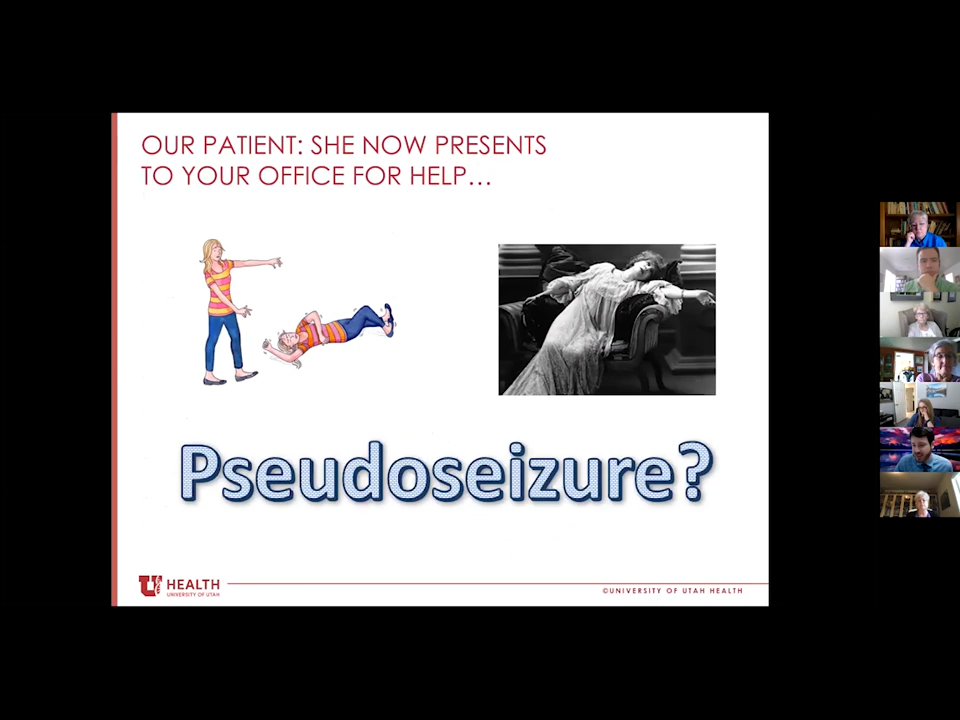 OUR PATIENT: SHE NOW PRESENTS
TO YOUR OFFICE FOR HELP...
Pseudoseizure?
U HEALTH
UNIVERSITY OF UTAH
©UNIVERSITY OF UTAH HEALTH